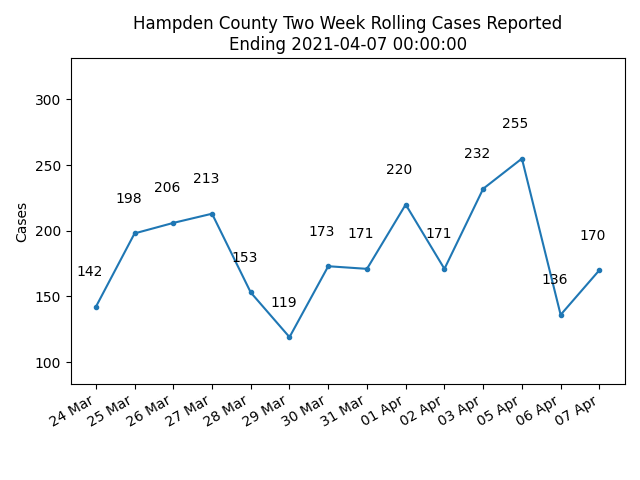 Hampden County Two Week Rolling Cases Reported
Ending 2021-04-07 00:00:00
Cases
300
250
200
150
100
142
198
206
213
153
119
173
171
220
171
232
255
136
170
24 Mar
25 Mar
26 Mar
27 Mar
28 Mar
29 Mar
30 Mar
31 Mar
01 Apr
02 Apr
03 Apr
05 Apr
06 Apr
07 Apr